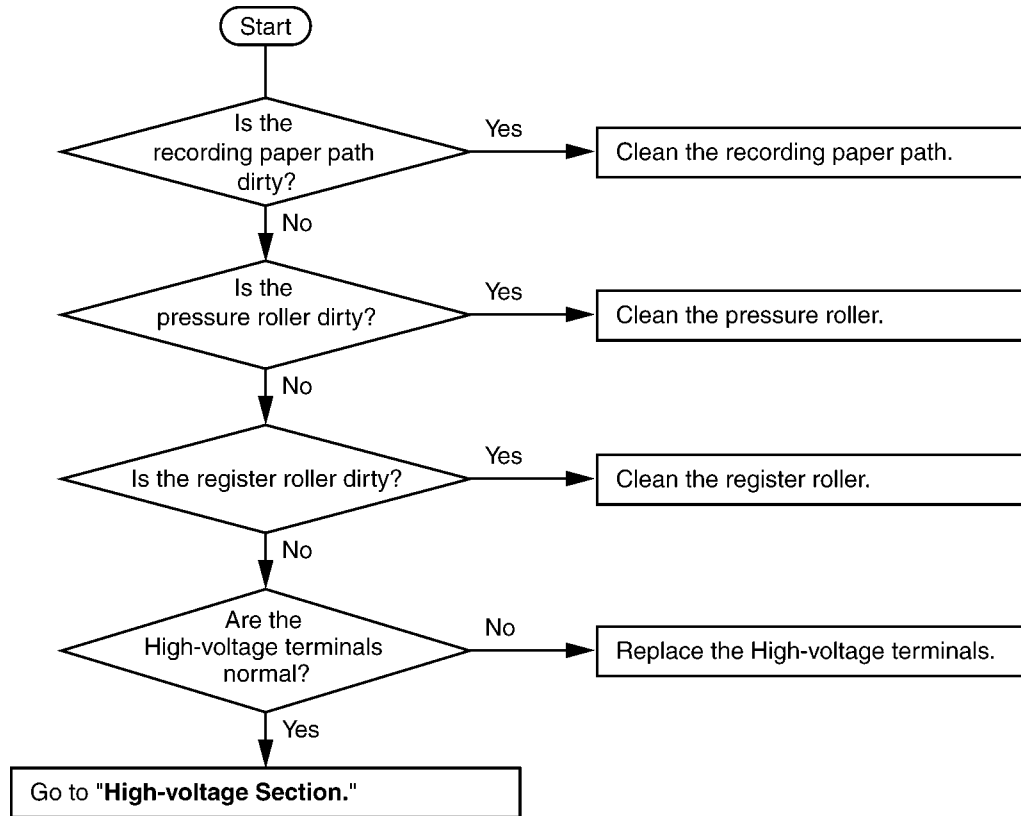 Start
Is the
recording paper path
dirty?
Yes
Clean the recording paper path.
No
Is the
pressure roller dirty?
Yes
Clean the pressure roller.
No
Is the register roller dirty?
Yes
Clean the register roller.
No
Are the
High-voltage terminals
normal?
No
Replace the High-voltage terminals.
Yes
Go to "High-voltage Section."